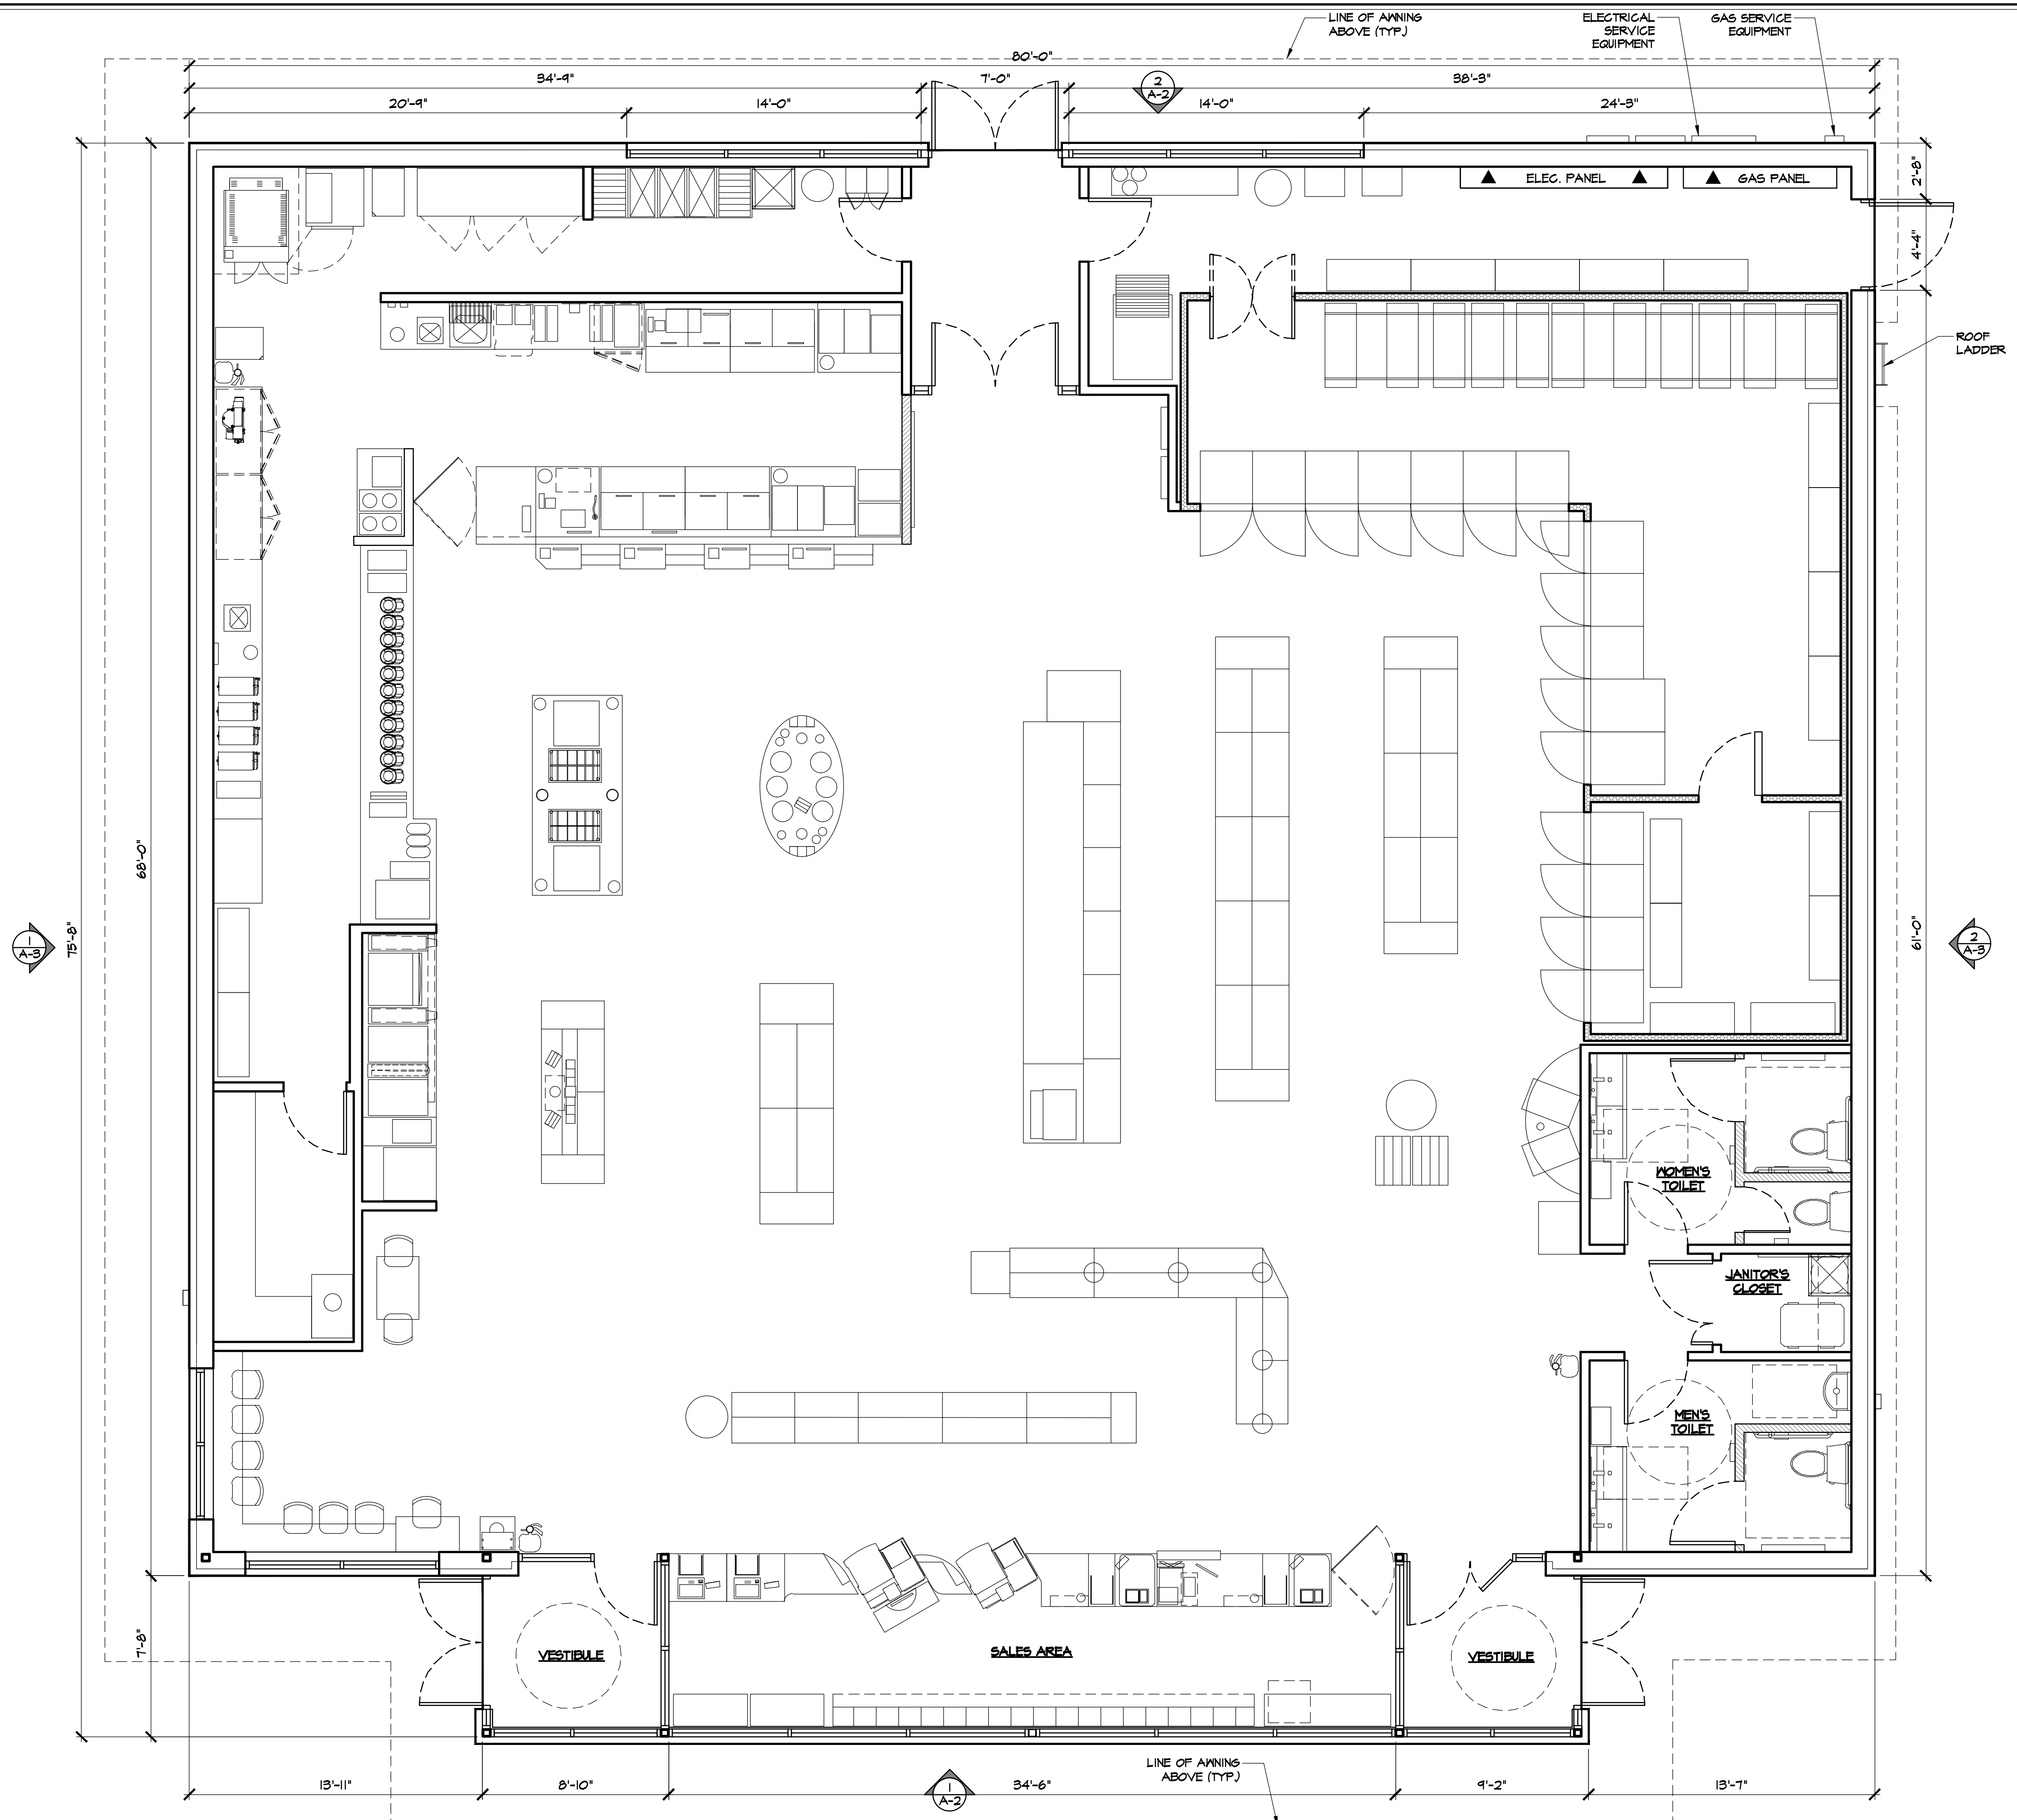 LINE OF AWNING
ABOVE (TYP.)
ELECTRICAL
SERVICE
EQUIPMENT
GAS SERVICE
EQUIPMENT
80'-0"
34'-9"
7'-0"
38'-3"
2
A-2
20'-9"
14'-0"
14'-0"
24'-3"
2'-8"
ELEC. PANEL
GAS PANEL
4'-4"
ROOF
LADDER
68'-0"
75'-8"
1
A-3
61'-0"
2
A-3
WOMEN'S
TOILET
JANITOR'S
CLOSET
MEN'S
TOILET
7'-8"
VESTIBULE
SALES AREA
VESTIBULE
LINE OF AWNING
ABOVE (TYP.)
13'-11"
8'-10"
1
A-2
34'-6"
9'-2"
13'-7"